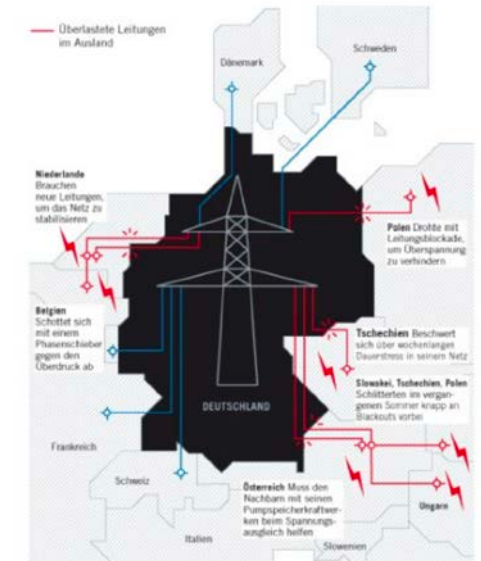 Überlastete Leitungen
im Ausland
Dänemark
Schweden
Niederlande
Brauchen
neue Leitungen,
um das Netz zu
stabilisieren
Polen Drohte mit
Leitungsblockade,
um Überspannung
zu verhindern
Belgien
Schottet sich
mit einem
Phasenschieber
gegen den
Überdruck ab
Tschechien Beschwert
sich über wochenlangen
Dauerstress in seinem Netz
Slowakei, Tschechien, Polen
Schlitterten im vergan-
genen Sommer knapp an
Blackouts vorbei
DEUTSCHLAND
Frankreich
Schweiz
Österreich Muss den
Nachbarn mit seinen
Pumpspeicherkraftwer-
ken beim Spannungs-
ausgleich helfen
Ungarn
Italien
Slowenien